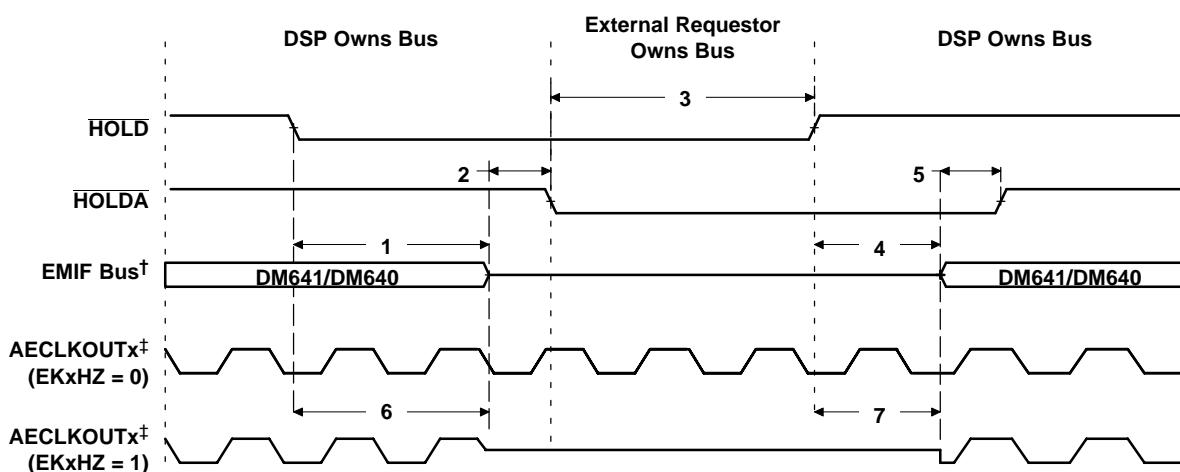 DSP Owns Bus
External Requestor
Owns Bus
DSP Owns Bus
3
HOLD
2
5
HOLDA
1
4
EMIF Bus†
DM641/DM640
DM641/DM640
AECLKOUTx‡
(EKxHZ = 0)
6
7
AECLKOUTx‡
(EKxHZ = 1)